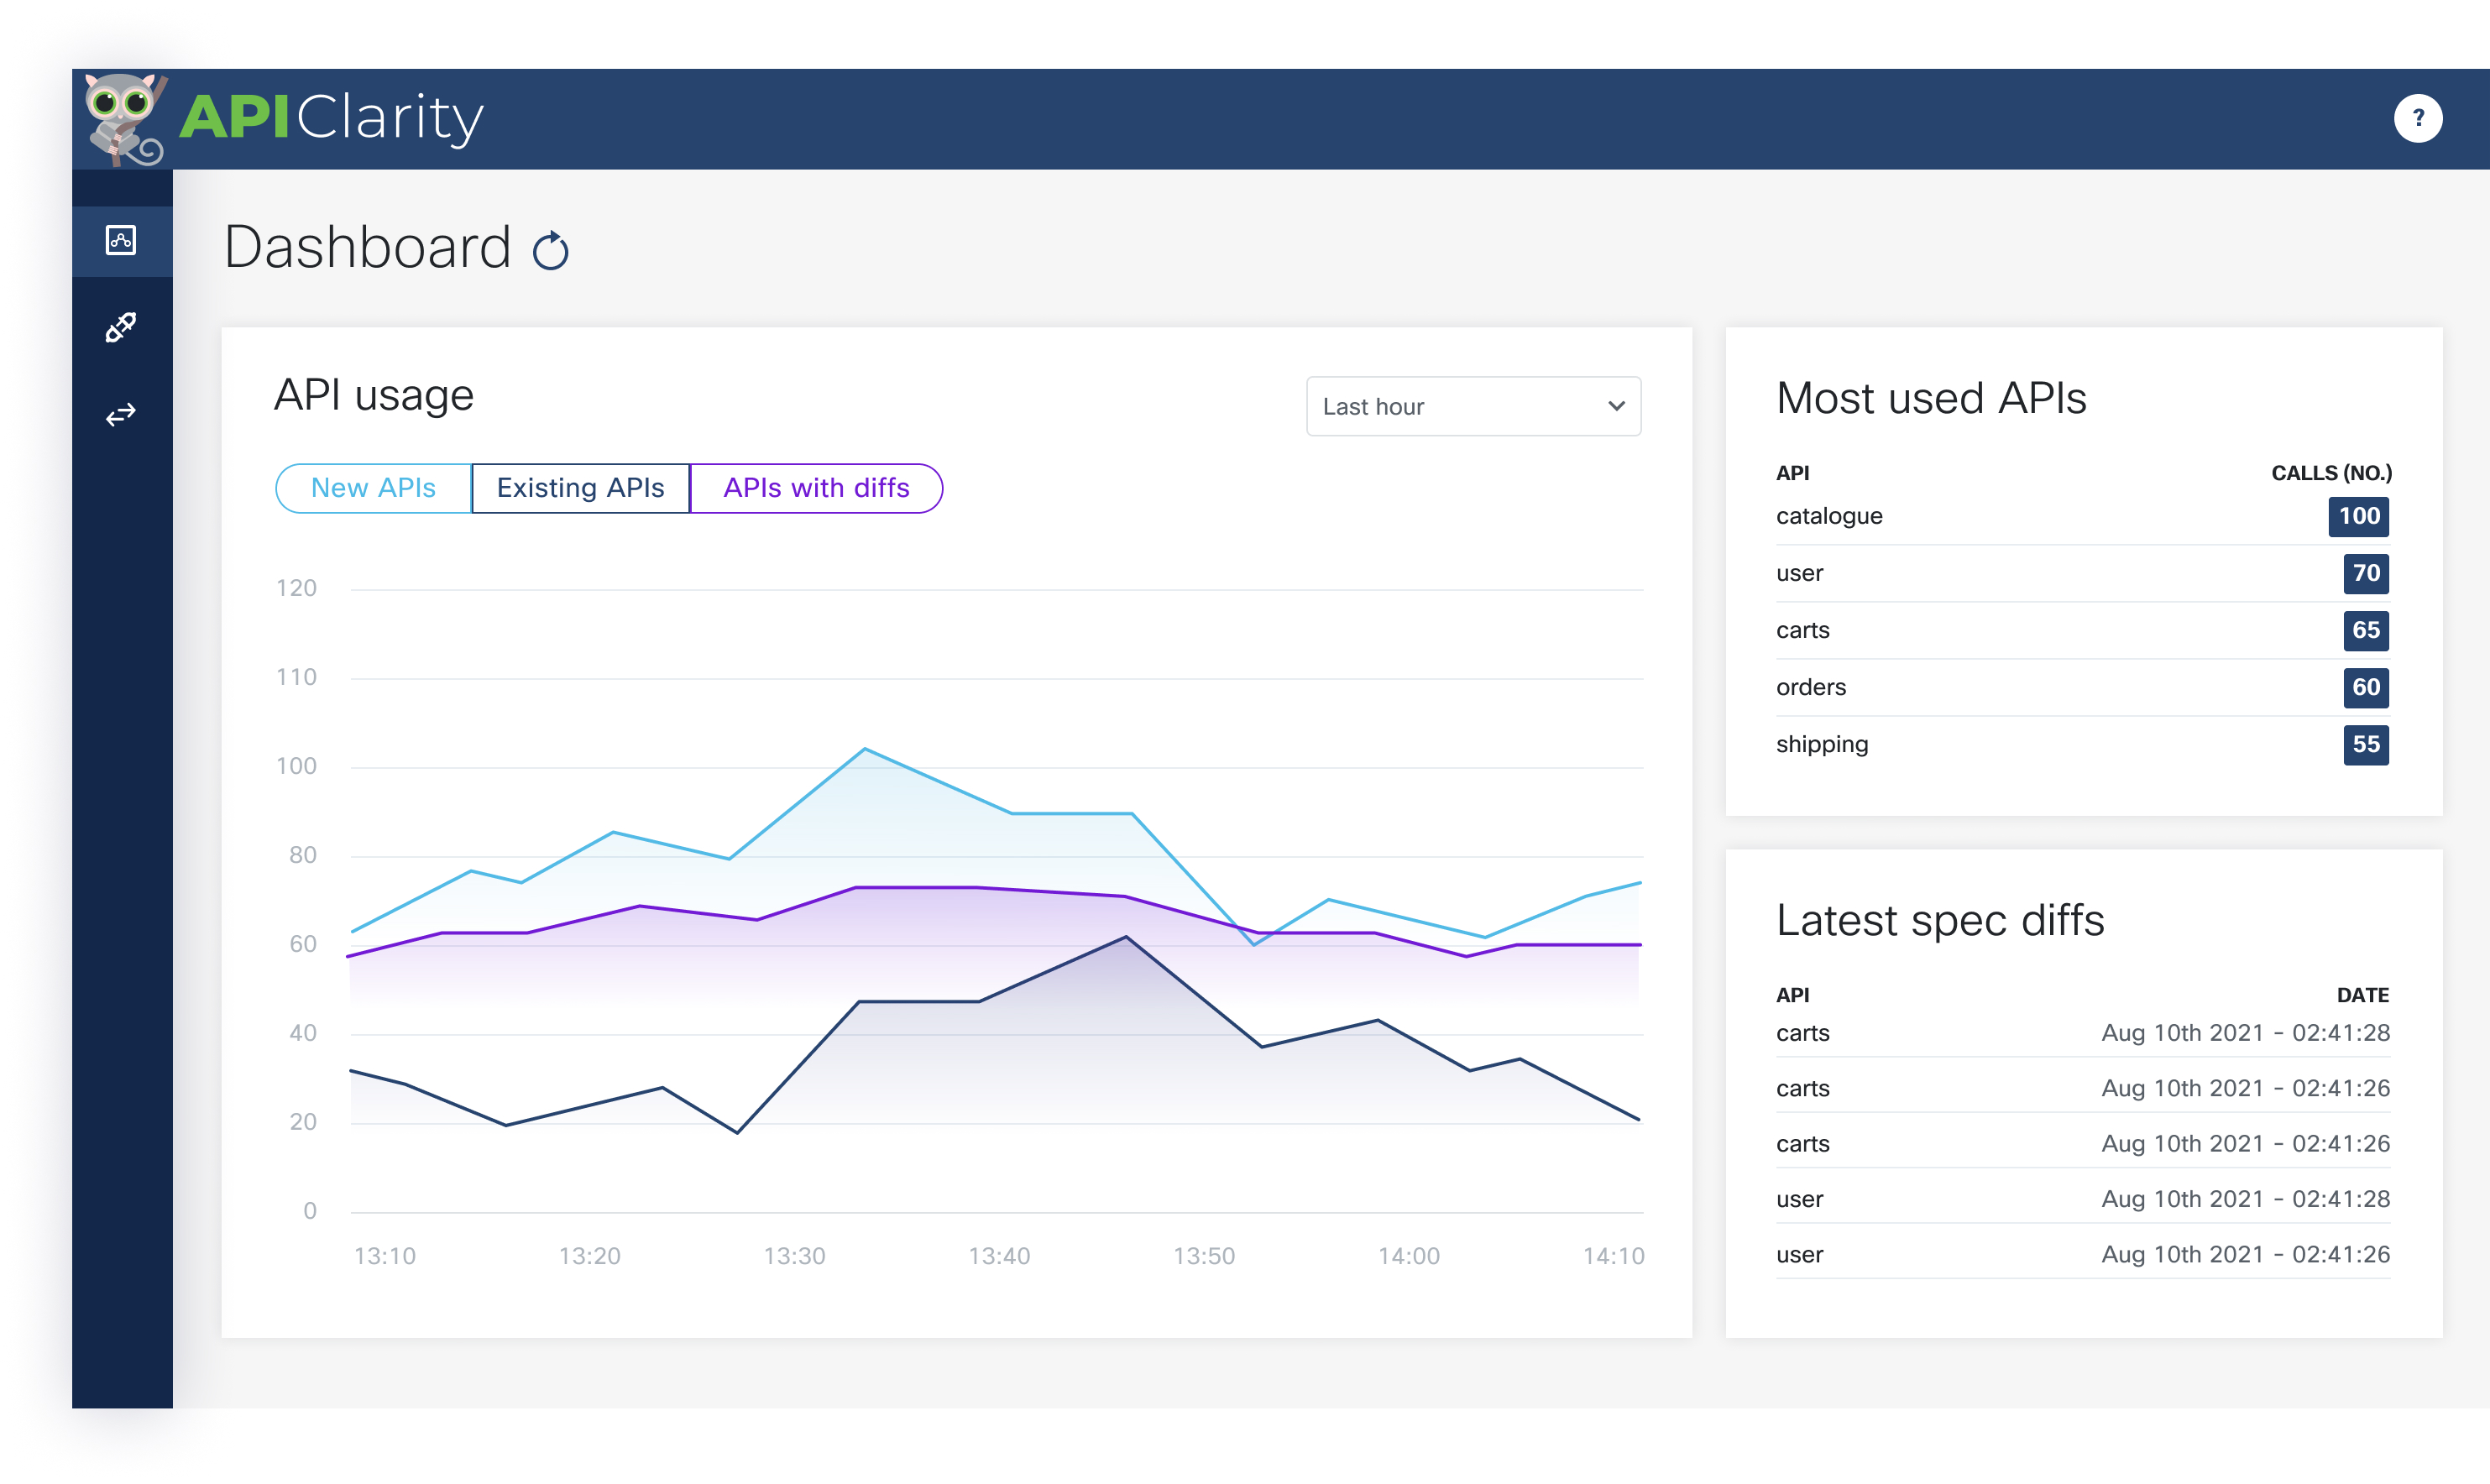 APIClarity
?
Dashboard
API usage
Last hour
New APIs Existing APIs APIs with diffs
120
110
100
80
60
40
20
0
13:10 13:20 13:30 13:40 13:50 14:00 14:10
Most used APIs
API CALLS (NO.)
catalogue 100
user 70
carts 65
orders 60
shipping 55
Latest spec diffs
API DATE
carts Aug 10th 2021 - 02:41:28
carts Aug 10th 2021 - 02:41:26
carts Aug 10th 2021 - 02:41:26
user Aug 10th 2021 - 02:41:28
user Aug 10th 2021 - 02:41:26